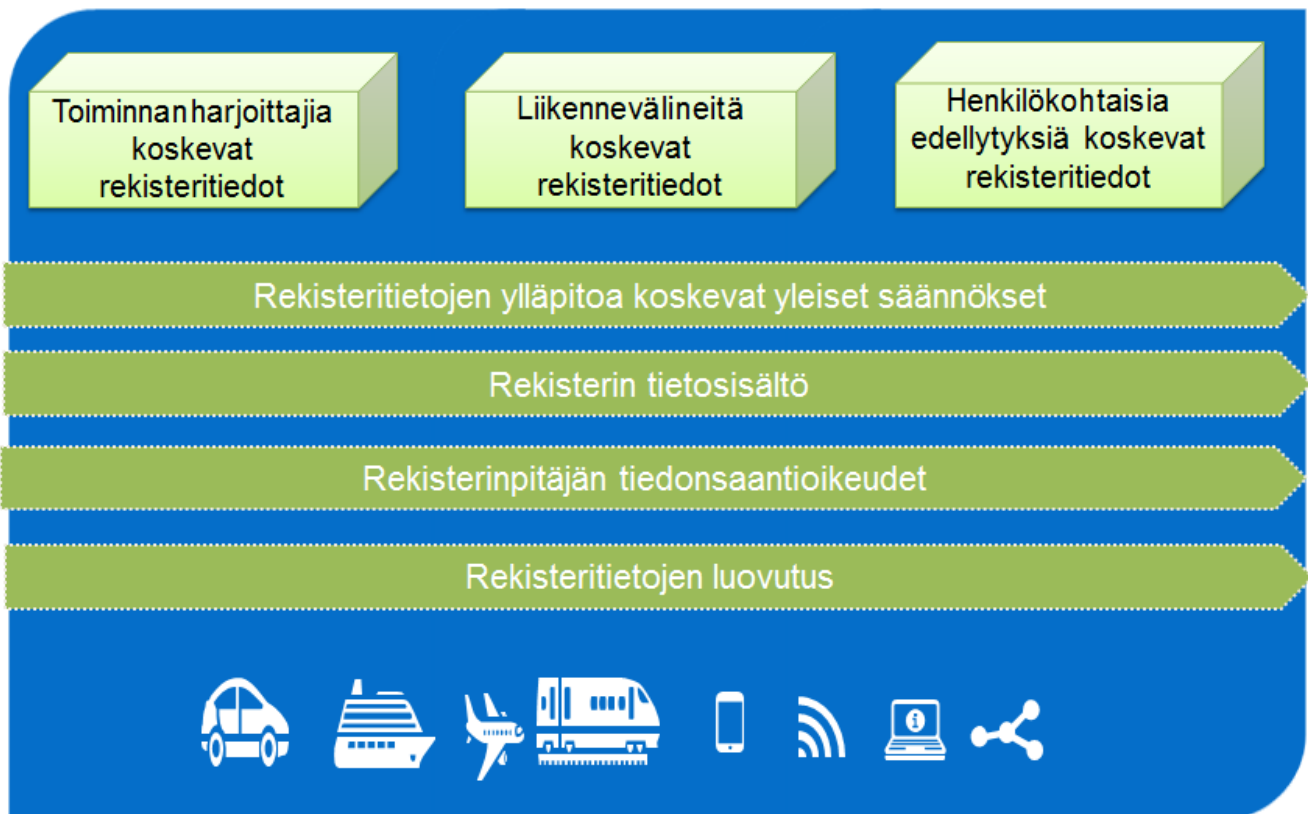 Toiminnanharjoittajia
koskevat
rekisteritiedot
Liikennevälineitä
koskevat
rekisteritiedot
Henkilökohtaisia
edellytyksiä koskevat
rekisteritiedot
Rekisteritietojen ylläpitoa koskevat yleiset säännökset
Rekisterin tietosisältö
Rekisterinpitäjän tiedonsaantioikeudet
Rekisteritietojen luovutus